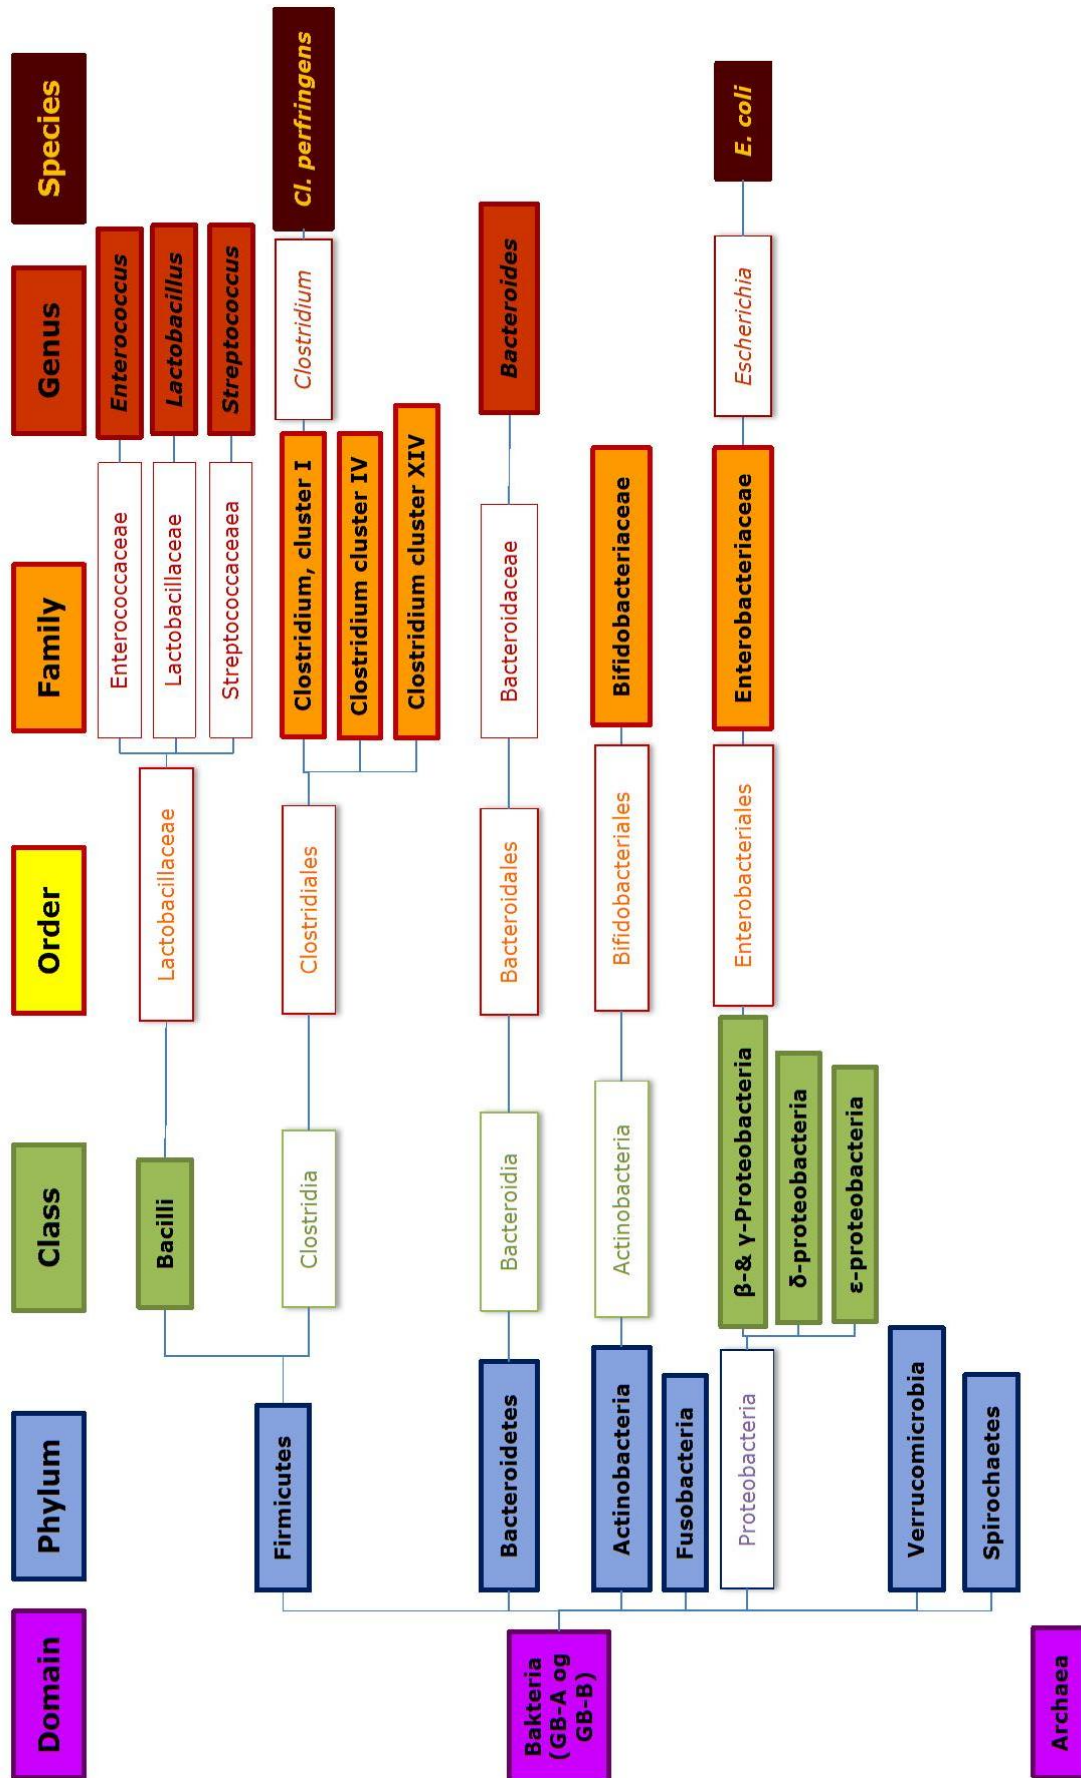 Domain
Phylum
Class
Order
Family
Genus
Species
Bakteria
(GB-A og
GB-B)
Archaea
Firmicutes
Bacteroidetes
Actinobacteria
Fusobacteria
Proteobacteria
Verrucomicrobia
Spirochaetes
Bacilli
Clostridia
Bacteroidia
Actinobacteria
β-& γ-Proteobacteria
δ-proteobacteria
ε-proteobacteria
Lactobacillaceae
Clostridiales
Bacteroidales
Bifidobacteriales
Enterobacteriales
Enterococcaceae
Lactobacillaceae
Streptococcaceaea
Clostridium, cluster I
Clostridium cluster IV
Clostridium cluster XIV
Bacteroidaceae
Bifidobacteriaceae
Enterobacteriaceae
Enterococcus
Lactobacillus
Streptococcus
Clostridium
Bacteroides
Escherichia
Cl. perfringens
E. coli